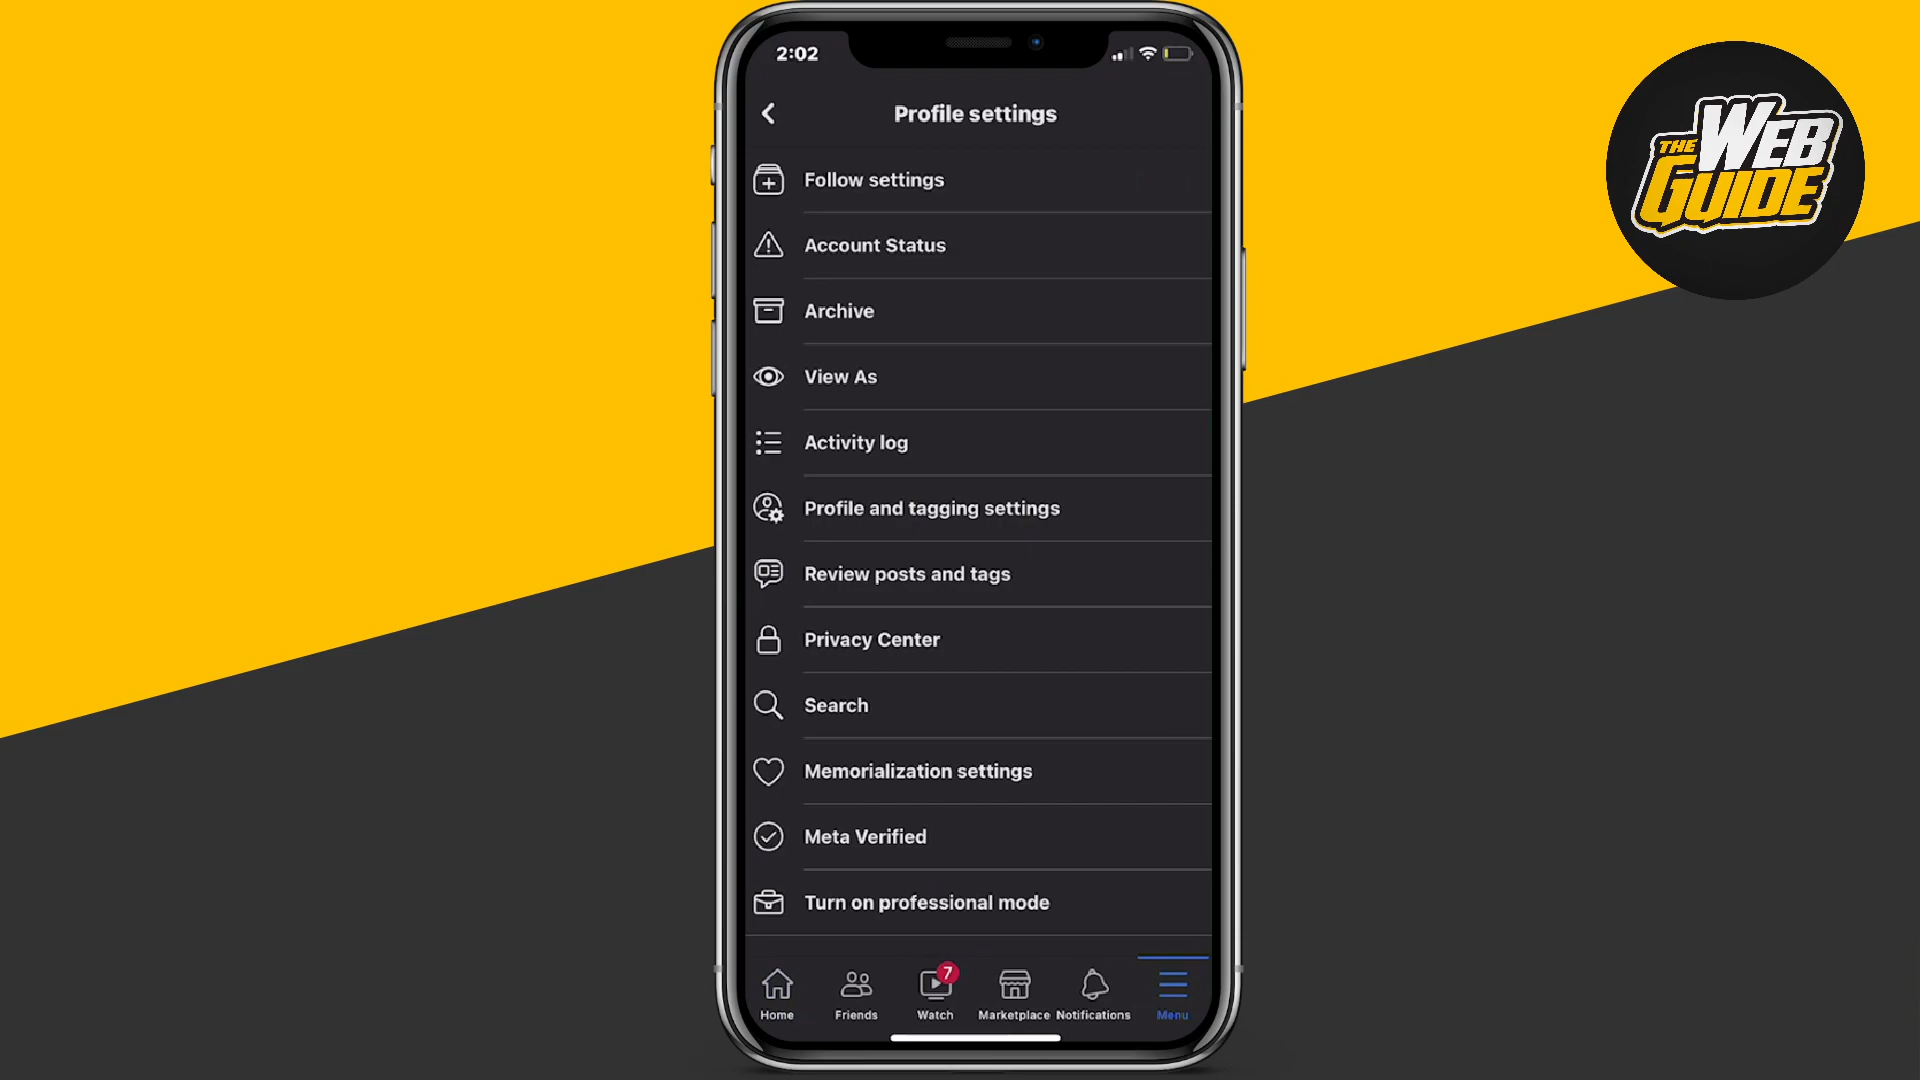 2:02
Profile settings
Follow settings
Account Status
Archive
View As
Activity log
Profile and tagging settings
Review posts and tags
Privacy Center
Search
Memorialization settings
Meta Verified
Turn on professional mode
7
Home Friends Watch Marketplace Notifications Menu
THE WEB
GUIDE